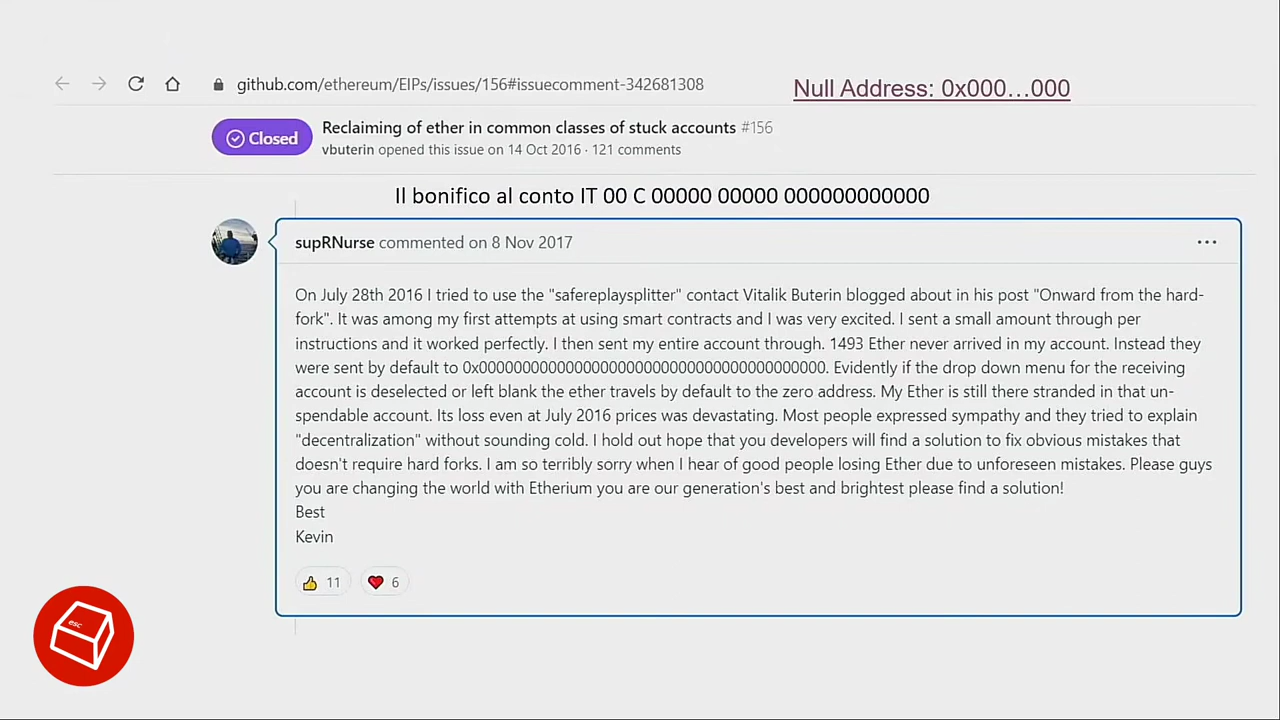 github.com/ethereum/EIPs/issues/156#issuecomment-342681308
Null Address: 0x000…000
Closed
Reclaiming of ether in common classes of stuck accounts #156
vbuterin opened this issue on 14 Oct 2016 · 121 comments
Il bonifico al conto IT 00 C 00000 00000 000000000000
supRNurse commented on 8 Nov 2017
On July 28th 2016 I tried to use the "safereplaysplitter" contact Vitalik Buterin blogged about in his post "Onward from the hard-
fork". It was among my first attempts at using smart contracts and I was very excited. I sent a small amount through per
instructions and it worked perfectly. I then sent my entire account through. 1493 Ether never arrived in my account. Instead they
were sent by default to 0x0000000000000000000000000000000000000000. Evidently if the drop down menu for the receiving
account is deselected or left blank the ether travels by default to the zero address. My Ether is still there stranded in that un-
spendable account. Its loss even at July 2016 prices was devastating. Most people expressed sympathy and they tried to explain
"decentralization" without sounding cold. I hold out hope that you developers will find a solution to fix obvious mistakes that
doesn't require hard forks. I am so terribly sorry when I hear of good people losing Ether due to unforeseen mistakes. Please guys
you are changing the world with Etherium you are our generation's best and brightest please find a solution!
Best
Kevin
11
6
esc